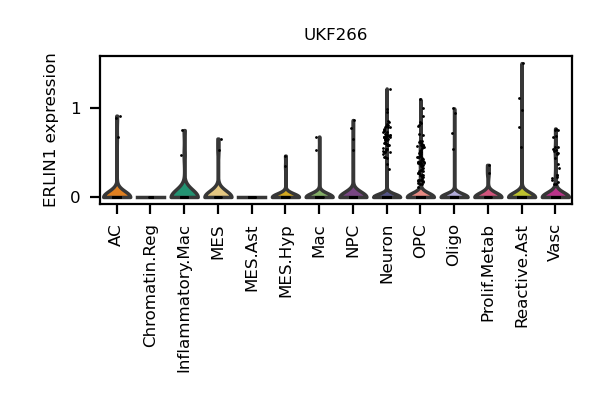 UKF266
ERLIN1 expression
1
0
AC
Chromatin.Reg
Inflammatory.Mac
MES
MES.Ast
MES.Hyp
Mac
NPC
Neuron
OPC
Oligo
Prolif.Metab
Reactive.Ast
Vasc